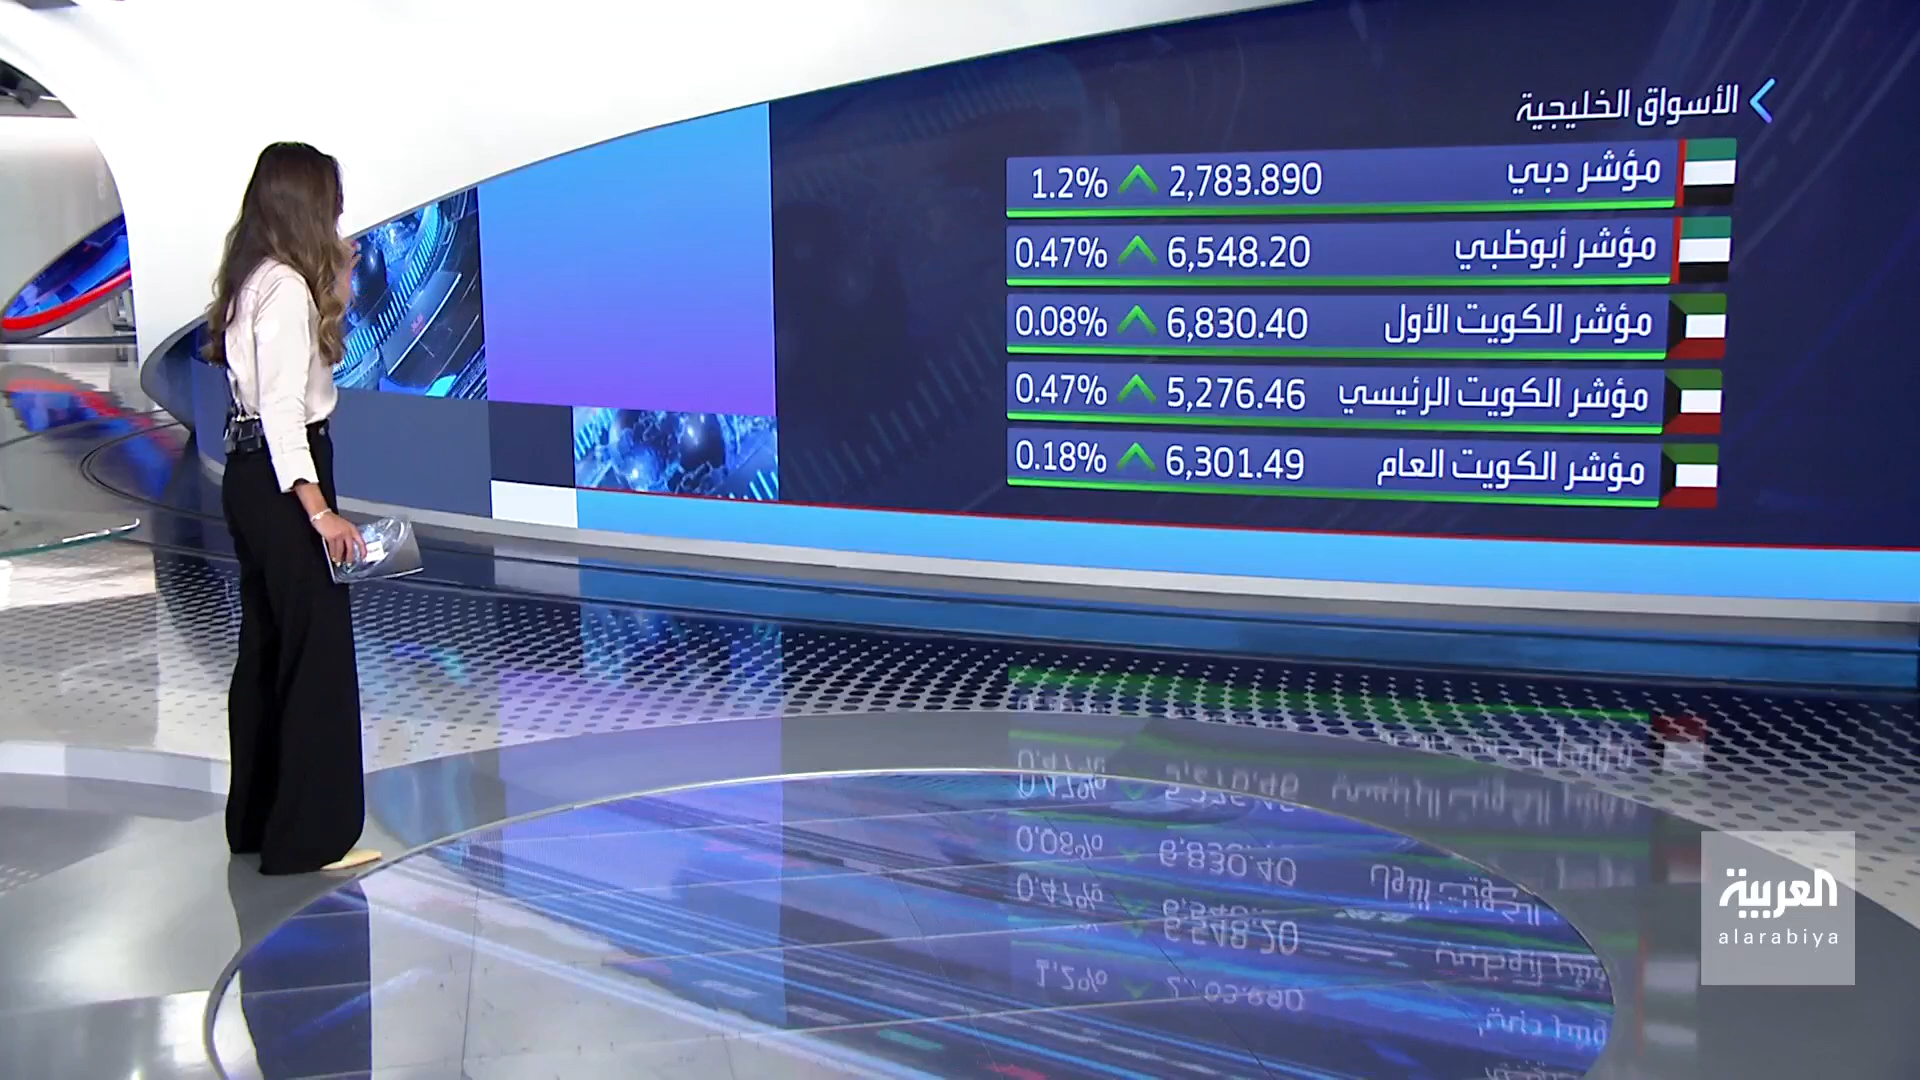 الأسواق الخليجية
مؤشر دبي 2,783.890 1.2%
مؤشر أبوظبي 6,548.20 0.47%
مؤشر الكويت الأول 6,830.40 0.08%
مؤشر الكويت الرئيسي 5,276.46 0.47%
مؤشر الكويت العام 6,301.49 0.18%
العربية
alarabiya